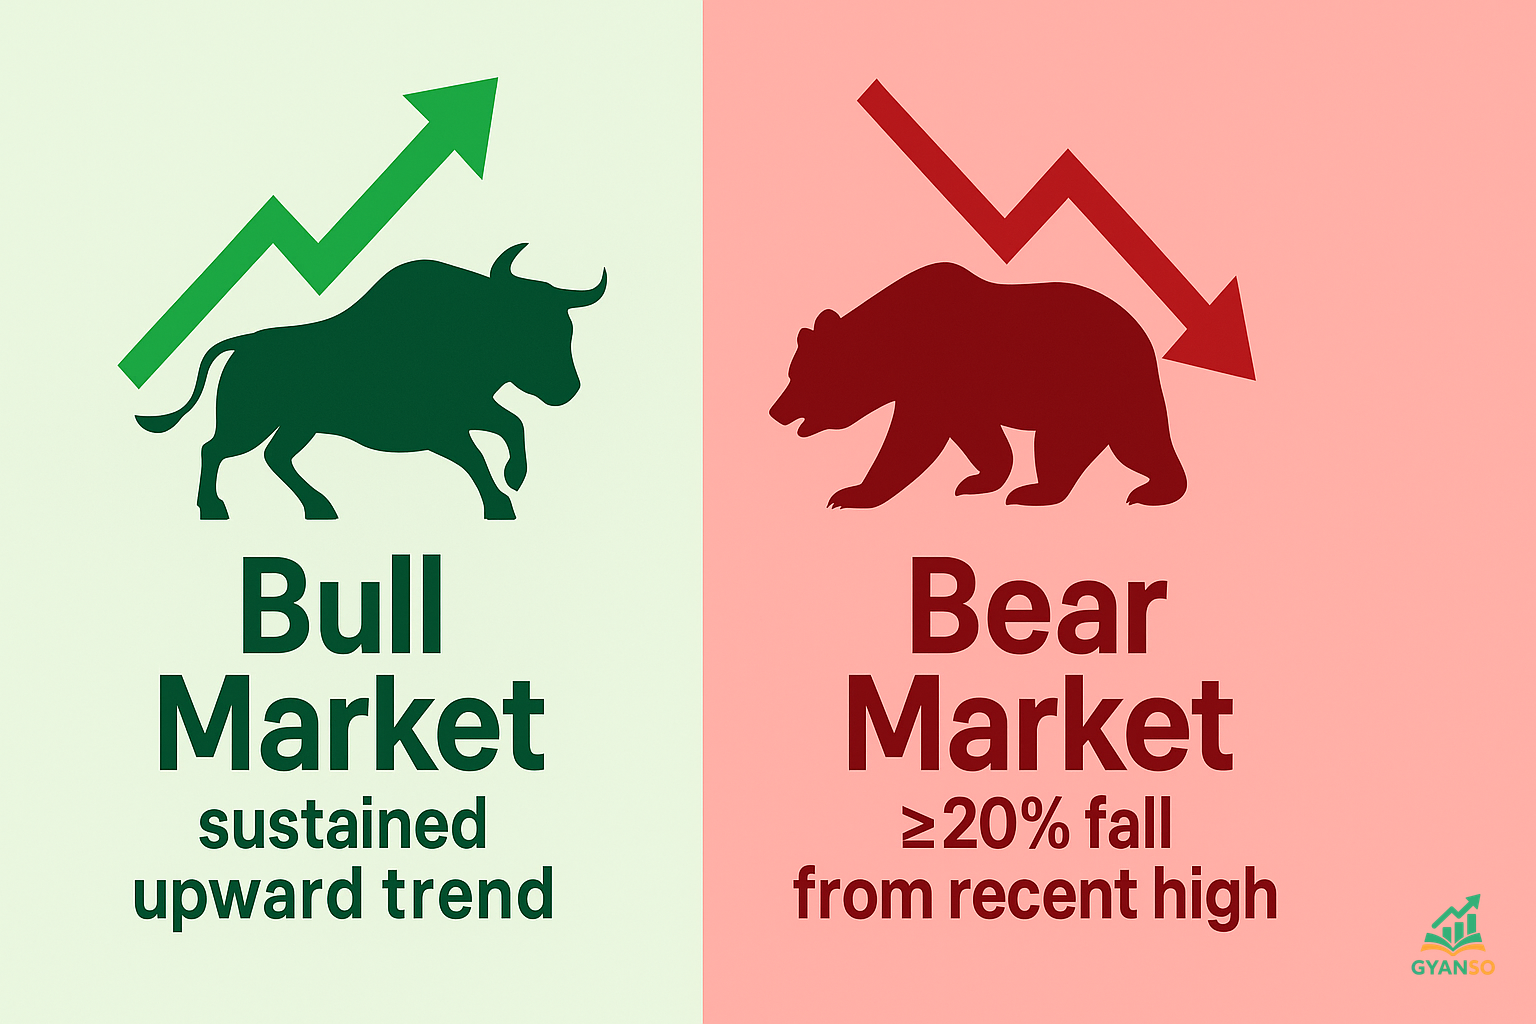 Bull
Market
sustained
upward trend
Bear
Market
≥20% fall
from recent high
GYANSO